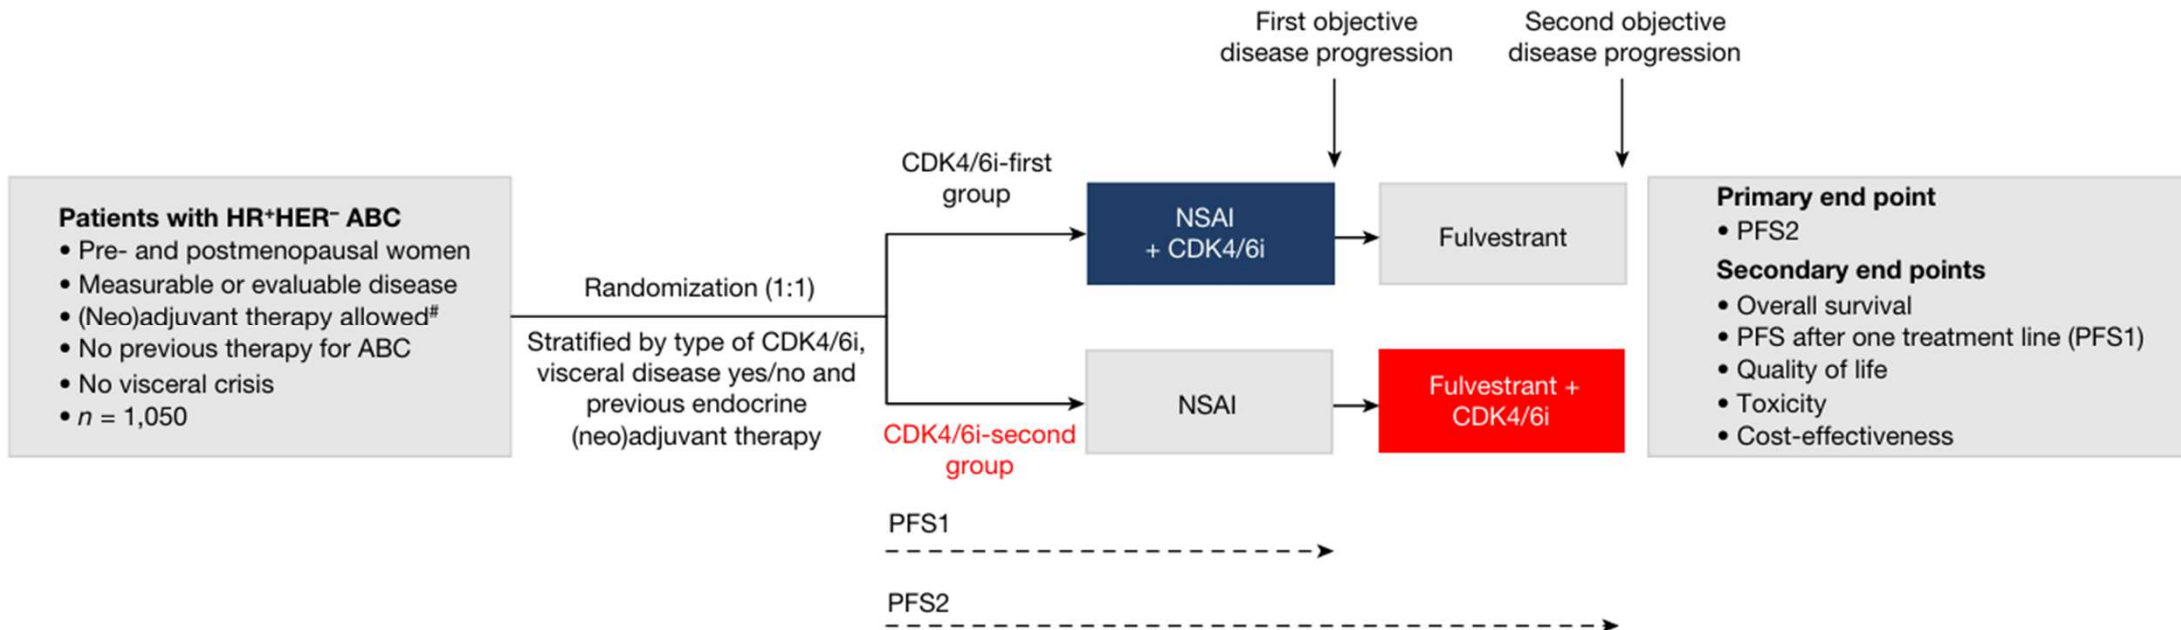 Patients with HR⁺HER⁻ ABC
• Pre- and postmenopausal women
• Measurable or evaluable disease
• (Neo)adjuvant therapy allowed#
• No previous therapy for ABC
• No visceral crisis
• n = 1,050
Randomization (1:1)
Stratified by type of CDK4/6i,
visceral disease yes/no and
previous endocrine
(neo)adjuvant therapy
CDK4/6i-first
group
NSAI
+ CDK4/6i
First objective
disease progression
Fulvestrant
Second objective
disease progression
CDK4/6i-second
group
NSAI
Fulvestrant +
CDK4/6i
PFS1
PFS2
Primary end point
• PFS2
Secondary end points
• Overall survival
• PFS after one treatment line (PFS1)
• Quality of life
• Toxicity
• Cost-effectiveness